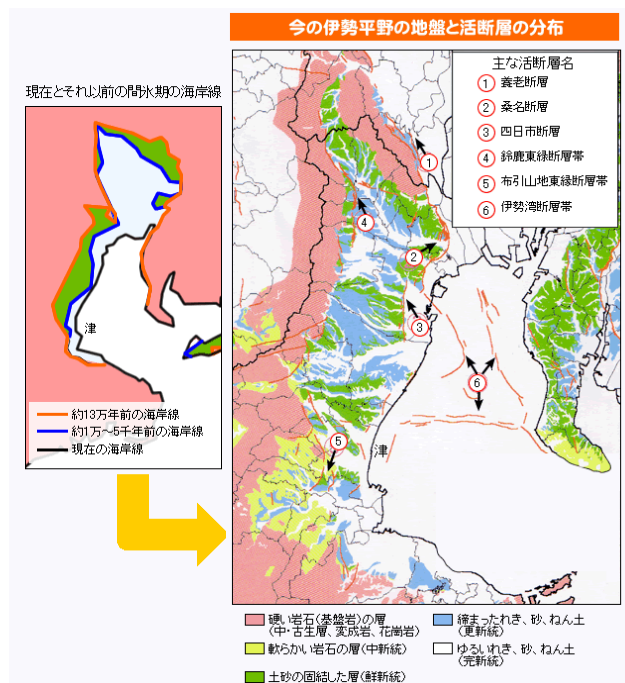 今の伊勢平野の地盤と活断層の分布
現在とそれ以前の間氷期の海岸線
津
約13万年前の海岸線
約1万～5千年前の海岸線
現在の海岸線
主な活断層名
① 養老断層
② 桑名断層
③ 四日市断層
④ 鈴鹿東縁断層帯
⑤ 布引山地東縁断層帯
⑥ 伊勢湾断層帯
①
④
②
③
⑥
⑤
津
硬い岩石(基盤岩)の層
(中・古生層、変成岩、花崗岩)
軟らかい岩石の層(中新統)
土砂の固結した層(鮮新統)
締まったれき、砂、ねん土
(更新統)
ゆるいれき、砂、ねん土
(完新統)